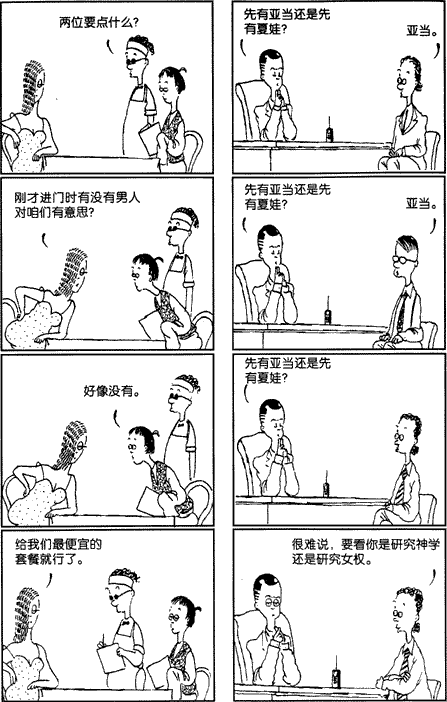 两位要点什么?
刚才进门时有没有男人
对咱们有意思?
好像没有。
给我们最便宜的
套餐就行了。
先有亚当还是先
有夏娃?
亚当。
先有亚当还是先
有夏娃?
亚当。
先有亚当还是先
有夏娃?
很难说，要看你是研究神学
还是研究女权。